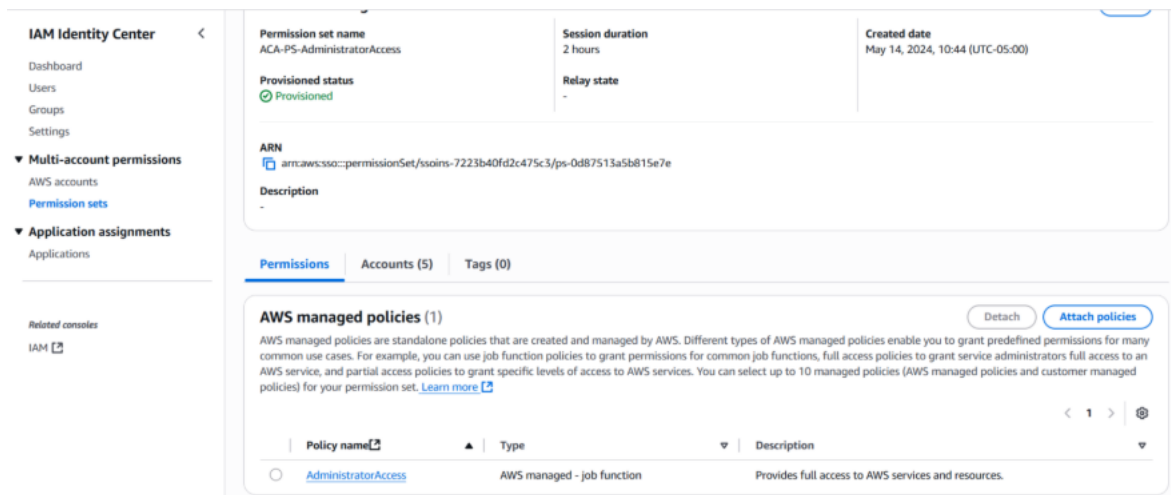 IAM Identity Center
Dashboard
Users
Groups
Settings
Multi-account permissions
AWS accounts
Permission sets
Application assignments
Applications
Related consoles
IAM
Permission set name
ACA-PS-AdministratorAccess
Session duration
2 hours
Created date
May 14, 2024, 10:44 (UTC-05:00)
Provisioned status
Provisioned
Relay state
-
ARN
arn:aws:sso:::permissionSet/ssoins-7223b40fd2c475c3/ps-0d87513a5b815e7e
Description
-
Permissions
Accounts (5)
Tags (0)
AWS managed policies (1)
Detach
Attach policies
AWS managed policies are standalone policies that are created and managed by AWS. Different types of AWS managed policies enable you to grant predefined permissions for many
common use cases. For example, you can use job function policies to grant permissions for common job functions, full access policies to grant service administrators full access to an
AWS service, and partial access policies to grant specific levels of access to AWS services. You can select up to 10 managed policies (AWS managed policies and customer managed
policies) for your permission set. Learn more
1
Policy name
Type
Description
AdministratorAccess
AWS managed - job function
Provides full access to AWS services and resources.